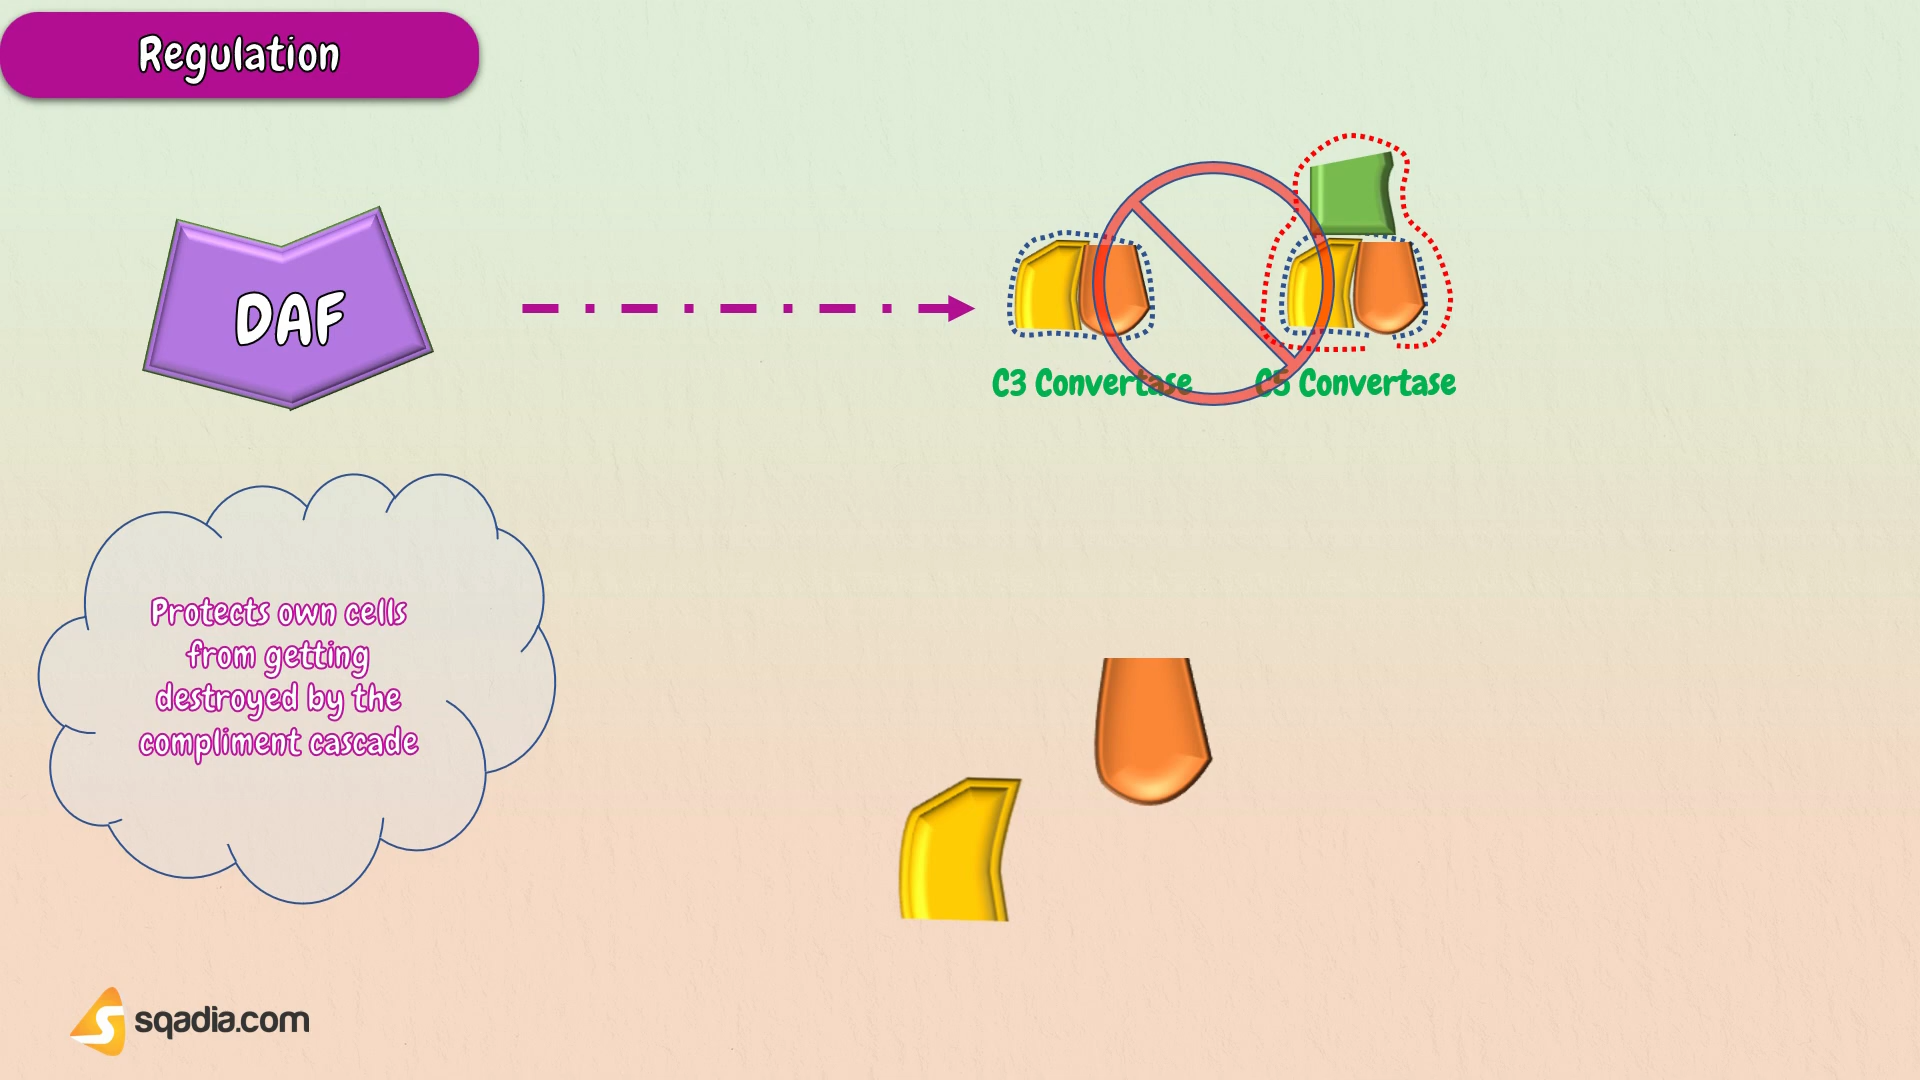 Regulation
DAF
C3 Convertase
C5 Convertase
Protects own cells
from getting
destroyed by the
compliment cascade
sqadia.com